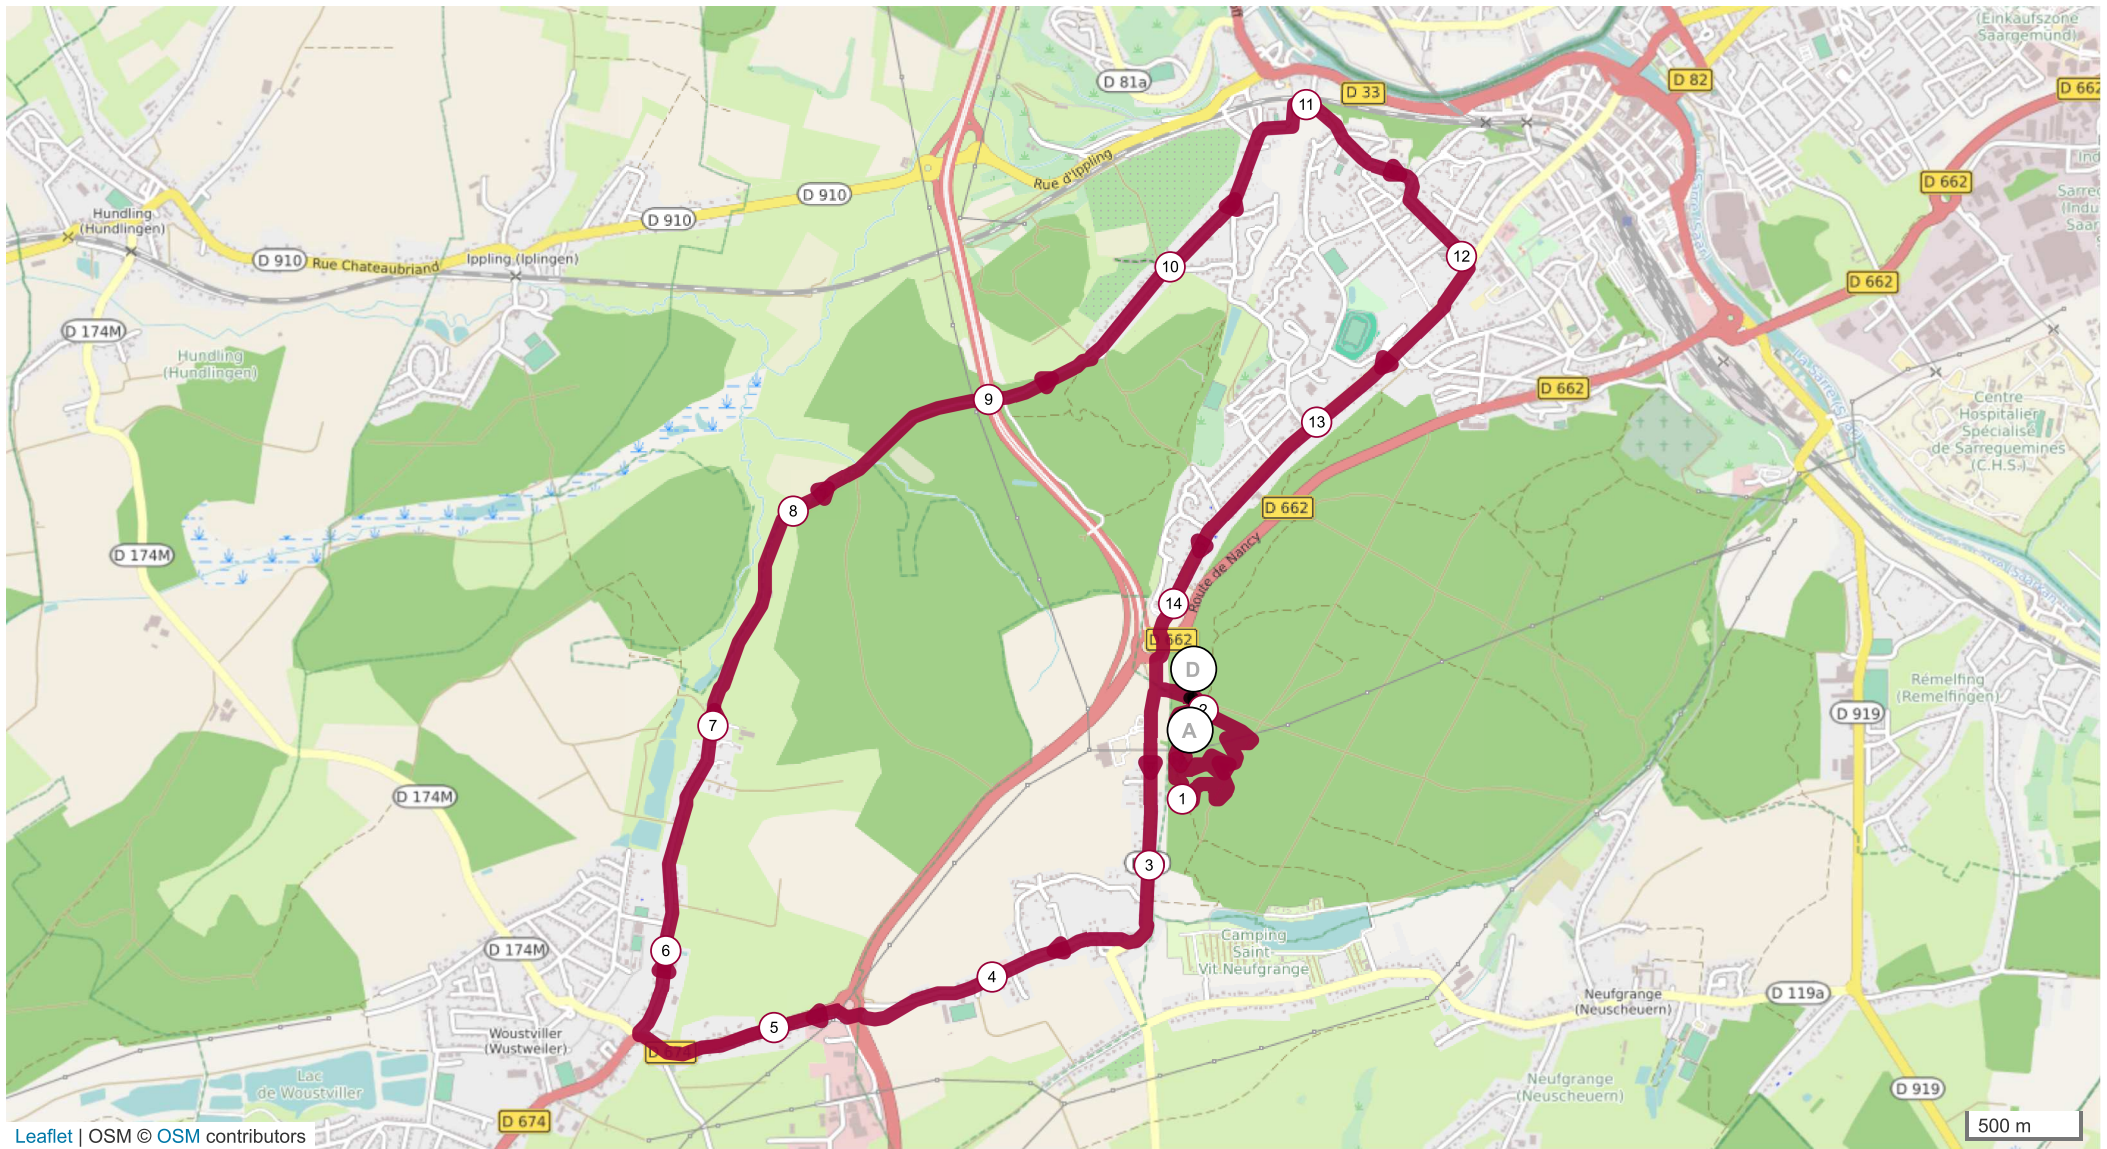 (Einkaufszone
Saargemünd)
D 81a
D 33
D 82
D 662
Rue d'Ippling
D 910
D 662
Hundling
(Hundlingen)
D 910
D 910
Rue Chateaubriand
Ippling (Iplingen)
11
12
10
D 662
D 174M
Hundling
(Hundlingen)
D 662
9
13
Centre
Hospitalier
Spécialisé
de Sarreguemines
(C.H.S.)
8
D 662
D 174M
Route de Nancy
14
D 662
D
2
A
7
Rémelfing
(Remelfingen)
D 919
D 174M
1
3
6
D 174M
Camping
Saint-
Vit Neufgrange
4
Neufgrange
(Neuscheuern)
D 119a
5
Woustviller
(Wustweiler)
D 674
Lac
de Woustviller
Neufgrange
(Neuscheuern)
D 919
D 674
500 m
Leaflet | OSM © OSM contributors